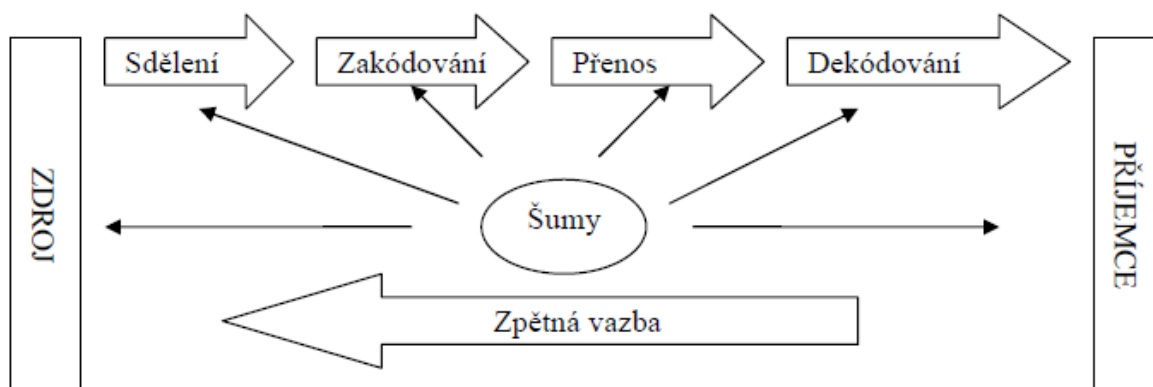 Sdělení
Zakódování
Přenos
Dekódování
ZDROJ
Šumy
PŘÍJEMCE
Zpětná vazba